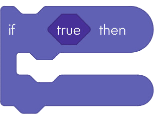 if true then